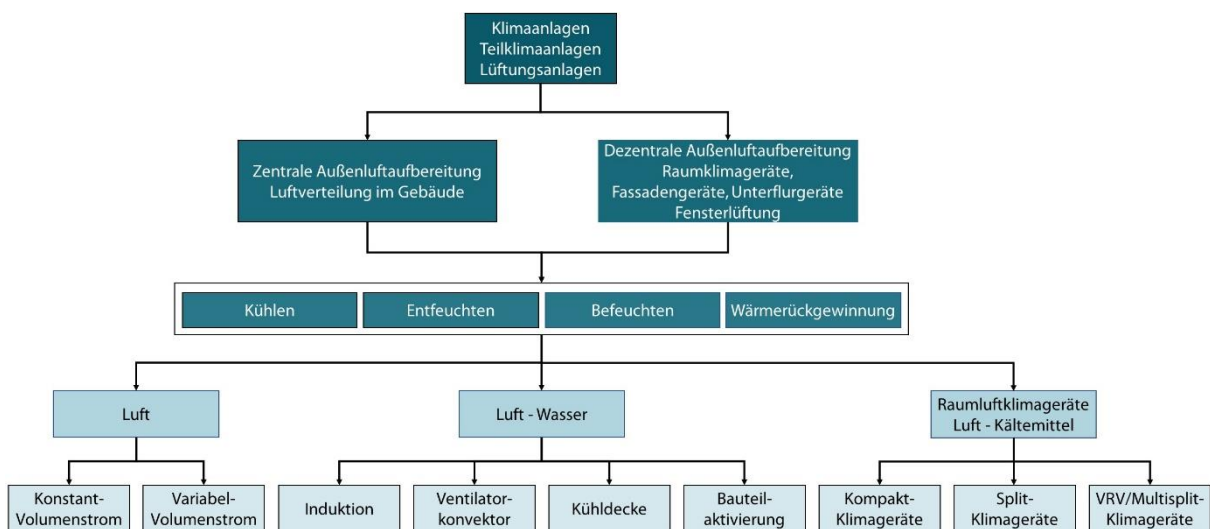 Klimaanlagen
Teilklimaanlagen
Lüftungsanlagen
Zentrale Außenluftaufbereitung
Luftverteilung im Gebäude
Dezentrale Außenluftaufbereitung
Raumklimageräte,
Fassadengeräte, Unterflurgeräte
Fensterlüftung
Kühlen
Entfeuchten
Befeuchten
Wärmerückgewinnung
Luft
Luft - Wasser
Raumluftklimageräte
Luft - Kältemittel
Konstant-
Volumenstrom
Variabel-
Volumenstrom
Induktion
Ventilator-
konvektor
Kühldecke
Bauteil-
aktivierung
Kompakt-
Klimageräte
Split-
Klimageräte
VRV/Multisplit-
Klimageräte